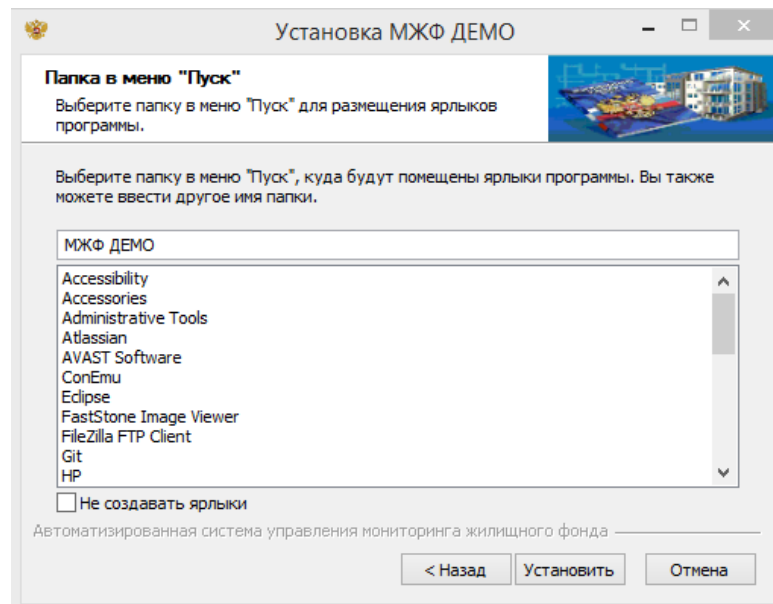 Установка МЖФ ДЕМО
Папка в меню "Пуск"
Выберите папку в меню "Пуск" для размещения ярлыков
программы.
Выберите папку в меню "Пуск", куда будут помещены ярлыки программы. Вы также
можете ввести другое имя папки.
МЖФ ДЕМО
Accessibility
Accessories
Administrative Tools
Atlassian
AVAST Software
ConEmu
Eclipse
FastStone Image Viewer
FileZilla FTP Client
Git
HP
Не создавать ярлыки
Автоматизированная система управления мониторинга жилищного фонда
< Назад
Установить
Отмена